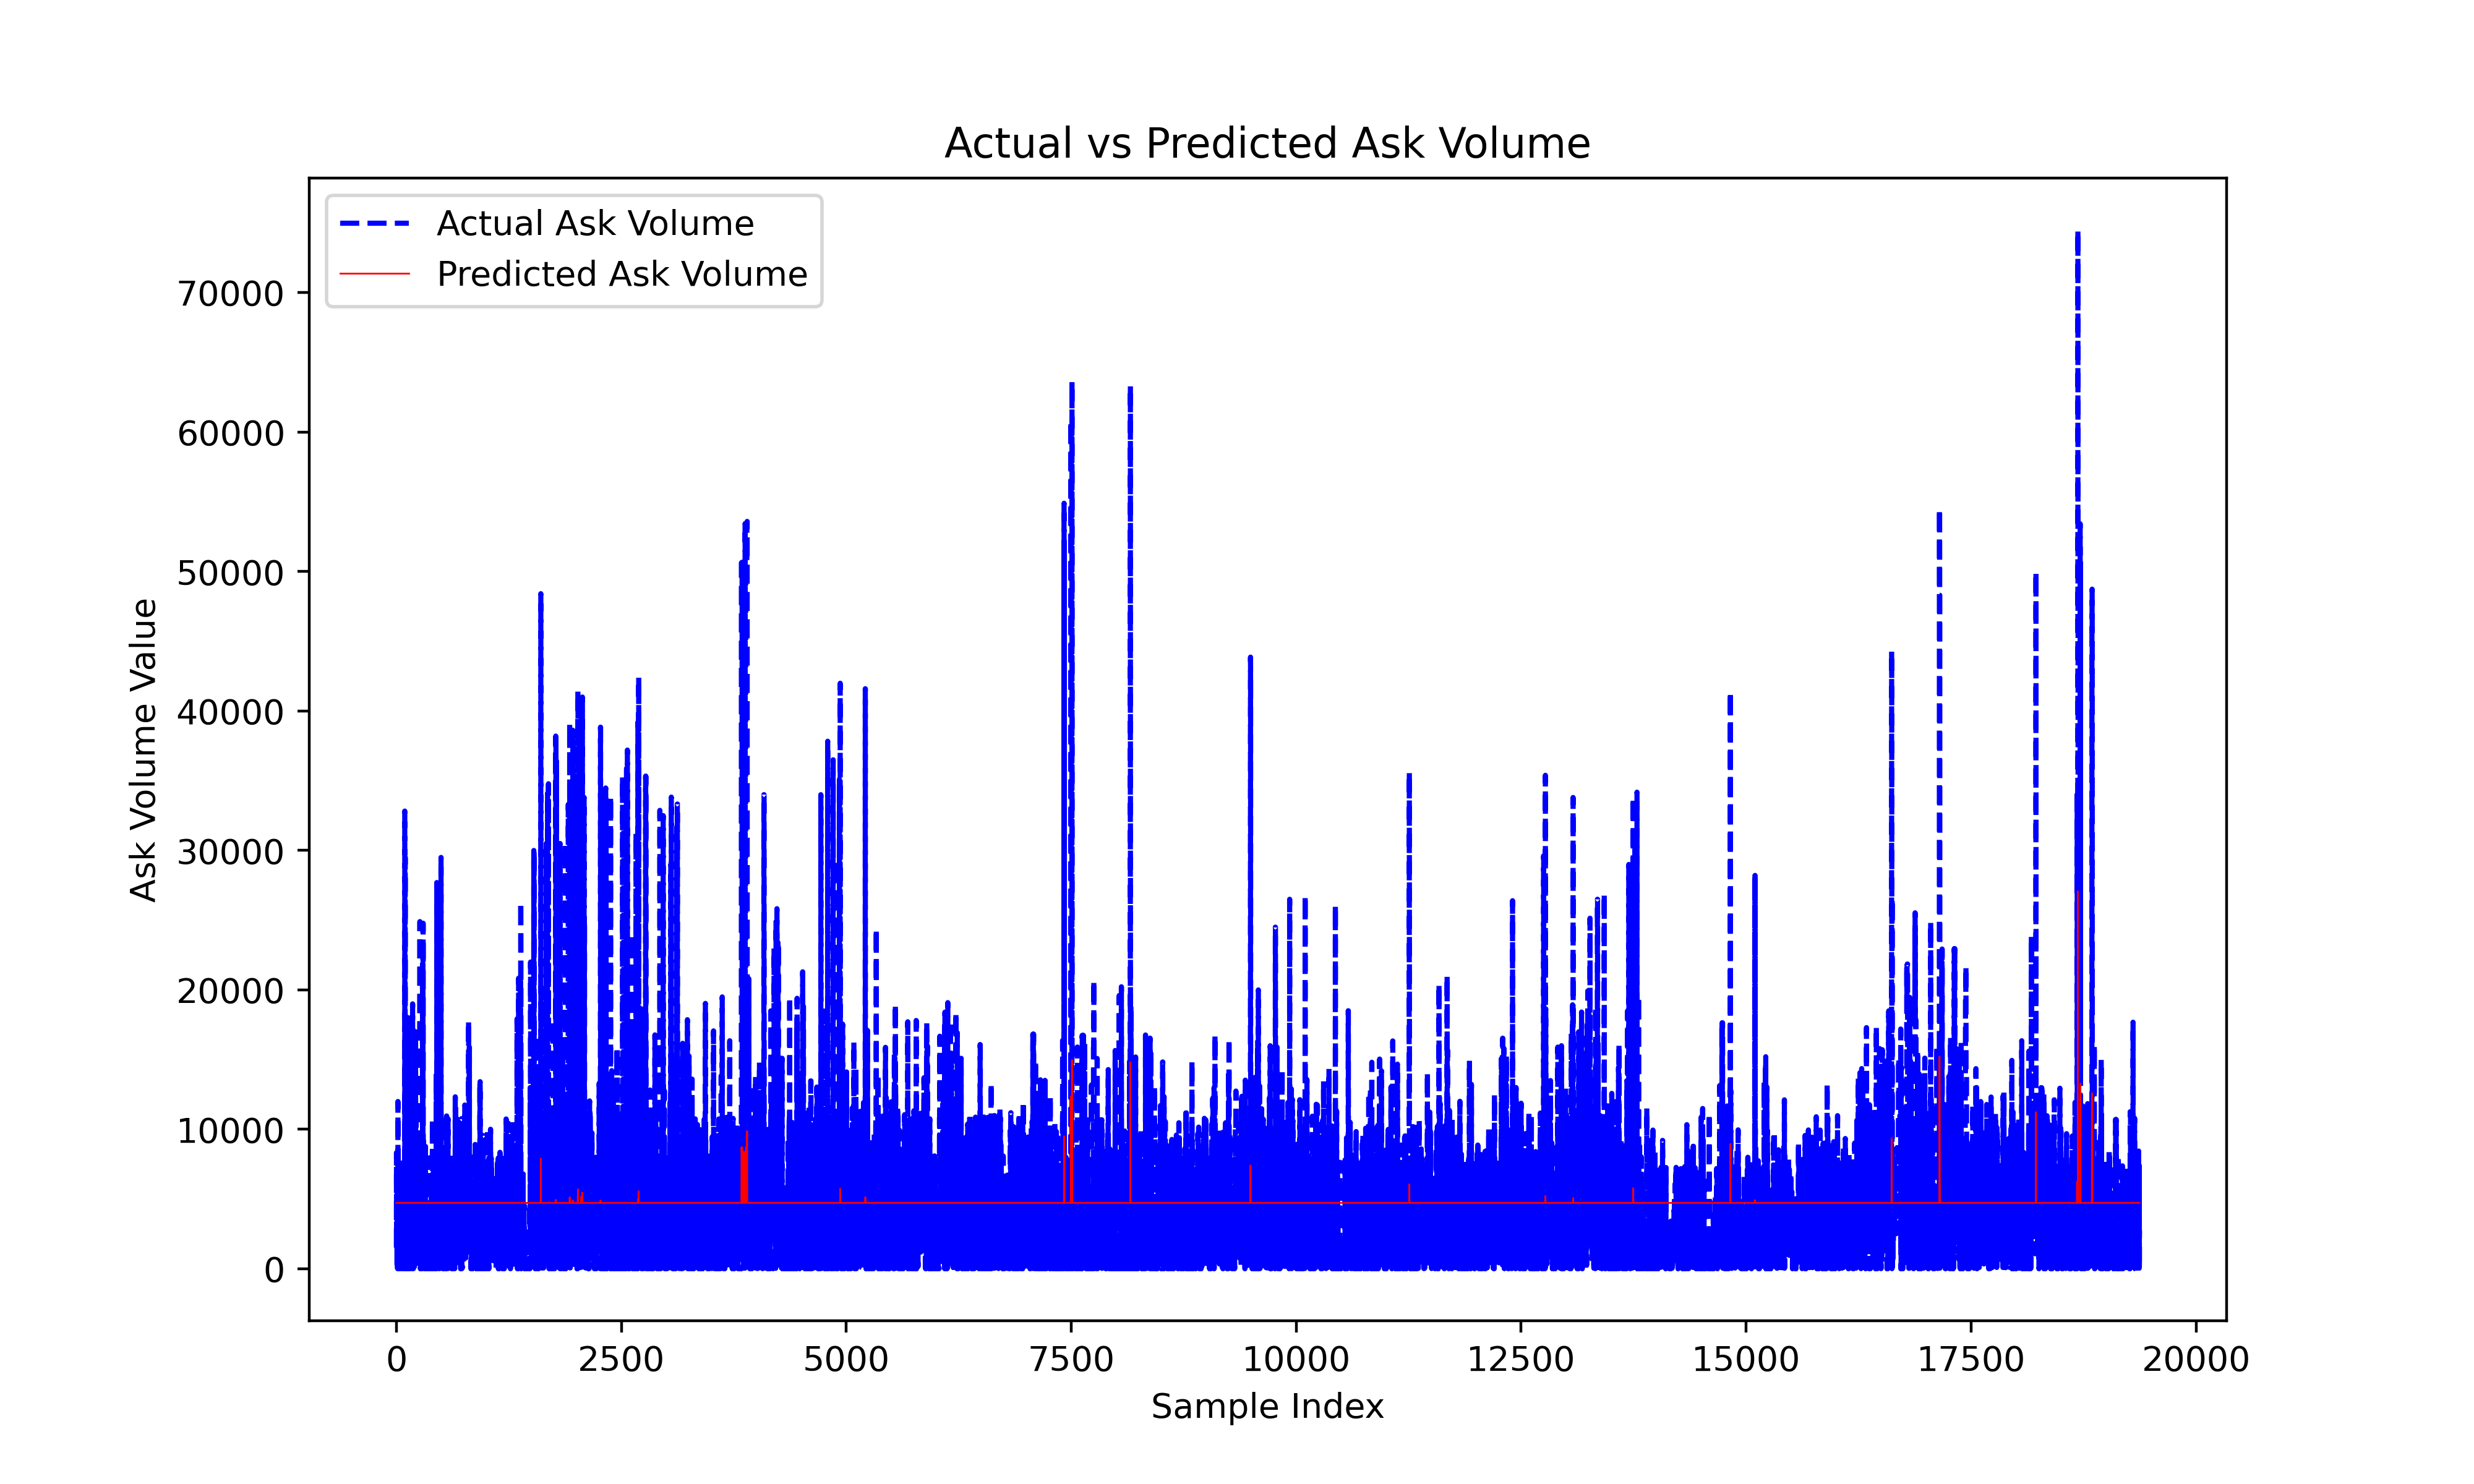 Actual vs Predicted Ask Volume
Actual Ask Volume
Predicted Ask Volume
70000
60000
50000
40000
30000
20000
10000
0
Ask Volume Value
0 2500 5000 7500 10000 12500 15000 17500 20000
Sample Index